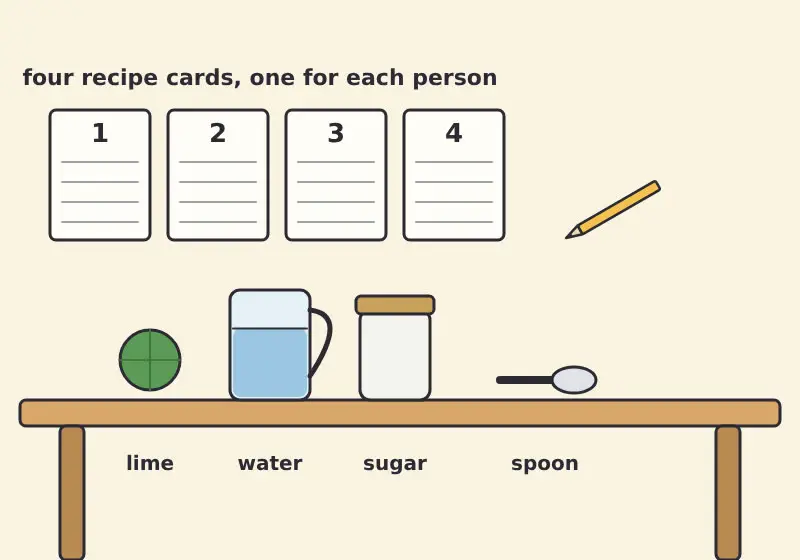 four recipe cards, one for each person
1 2 3 4
lime water sugar spoon